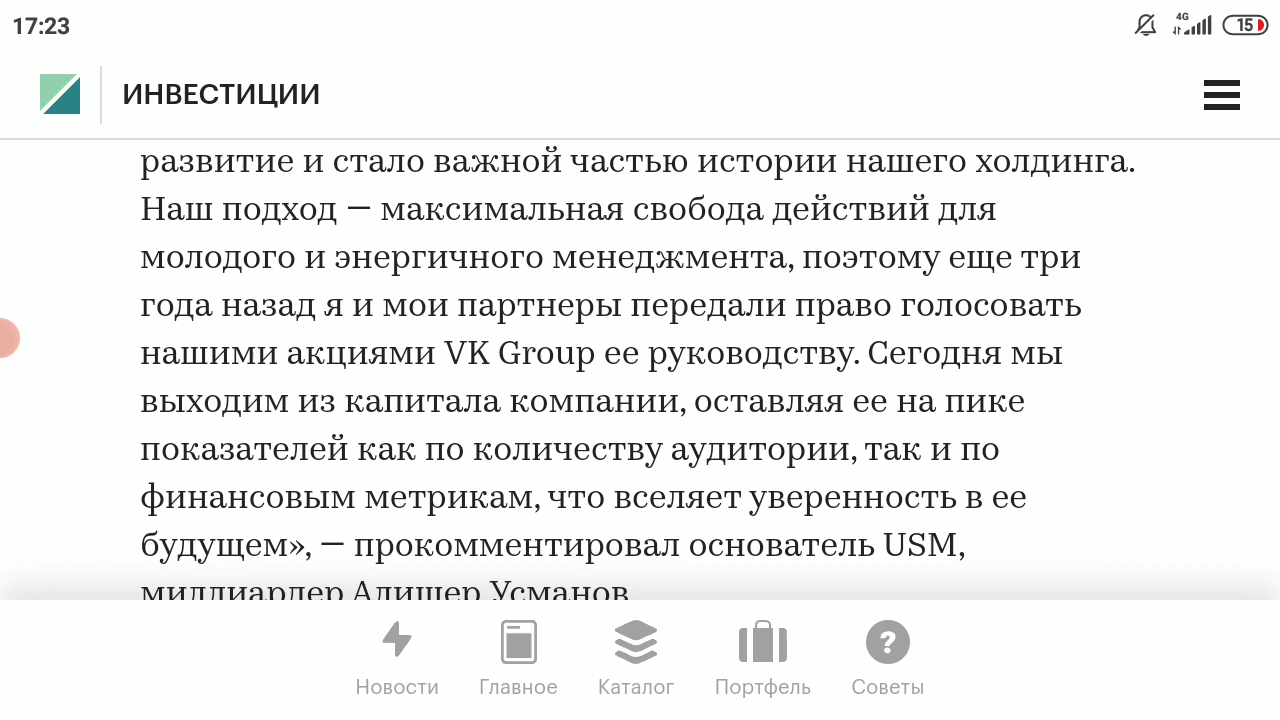 17:23
4G
15
ИНВЕСТИЦИИ
развитие и стало важной частью истории нашего холдинга.
Наш подход — максимальная свобода действий для
молодого и энергичного менеджмента, поэтому еще три
года назад я и мои партнеры передали право голосовать
нашими акциями VK Group ее руководству. Сегодня мы
выходим из капитала компании, оставляя ее на пике
показателей как по количеству аудитории, так и по
финансовым метрикам, что вселяет уверенность в ее
будущем», — прокомментировал основатель USM,
миллиардер Алишер Усманов.
Новости
Главное
Каталог
Портфель
Советы